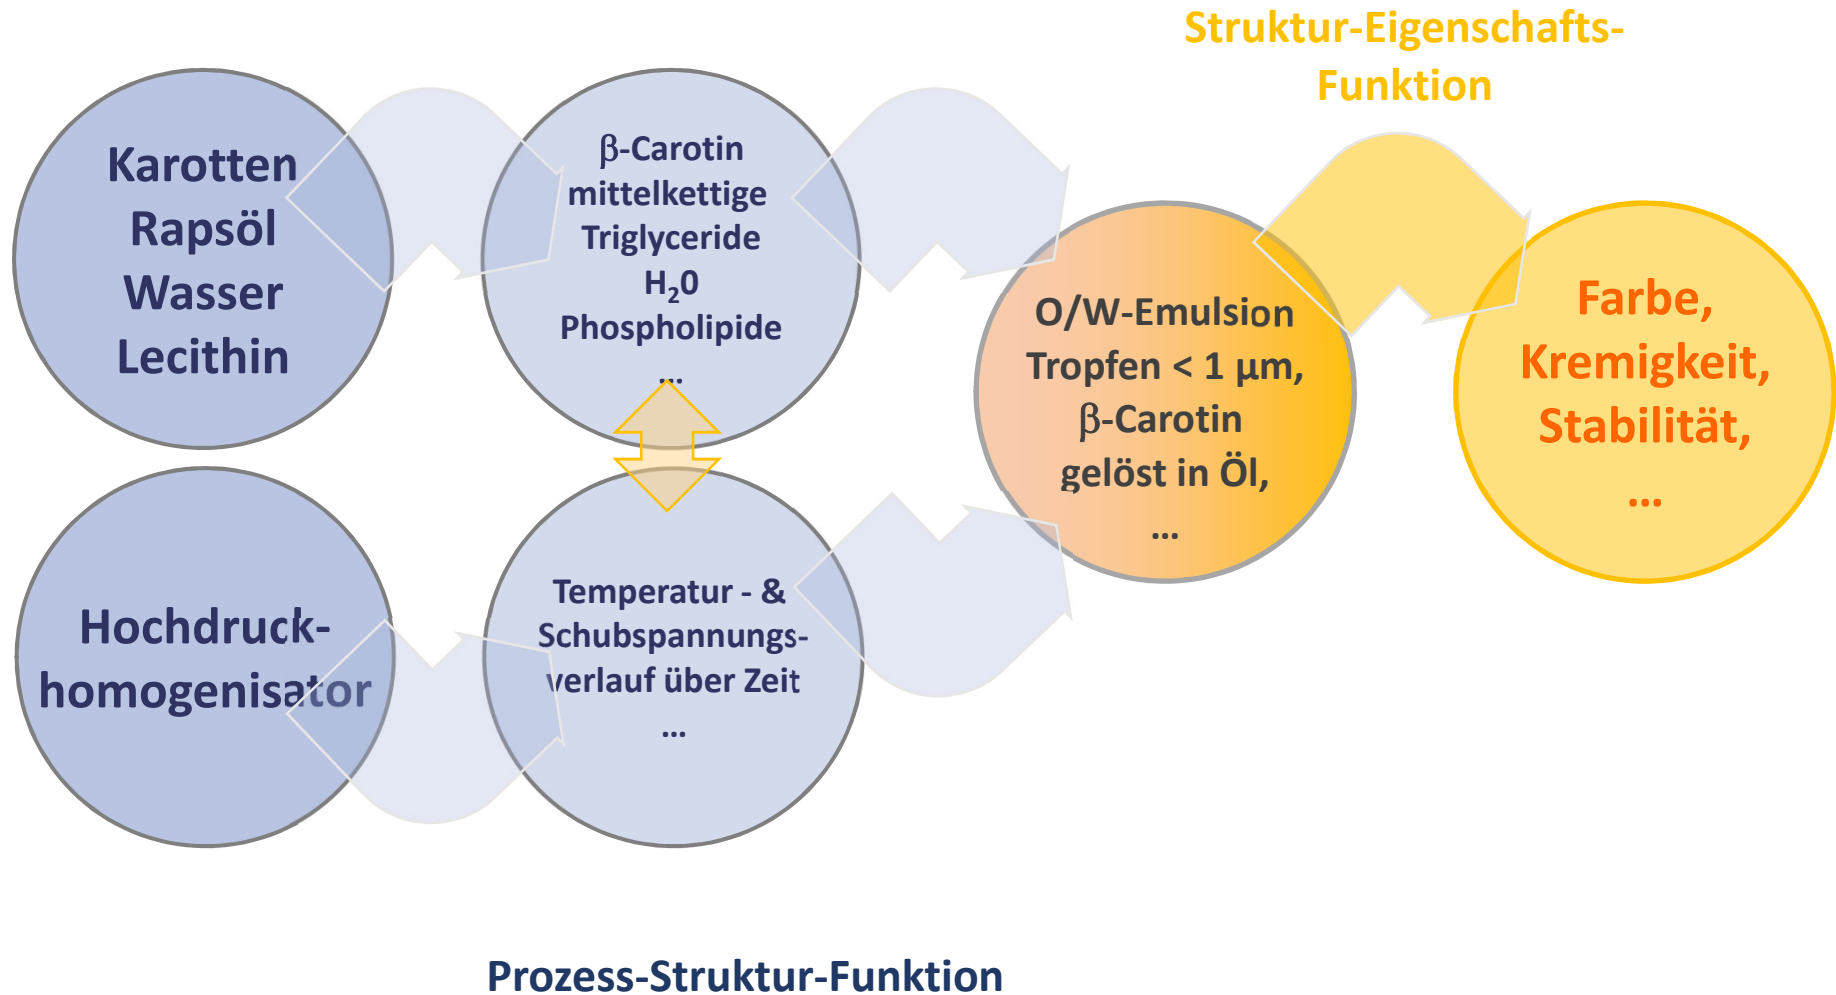 Struktur-Eigenschafts-
Funktion
Karotten
Rapsöl
Wasser
Lecithin
β-Carotin
mittelkettige
Triglyceride
H₂0
Phospholipide
...
O/W-Emulsion
Tropfen < 1 µm,
β-Carotin
gelöst in Öl,
...
Farbe,
Kremigkeit,
Stabilität,
...
Hochdruck-
homogenisator
Temperatur - &
Schubspannungs-
verlauf über Zeit
...
Prozess-Struktur-Funktion